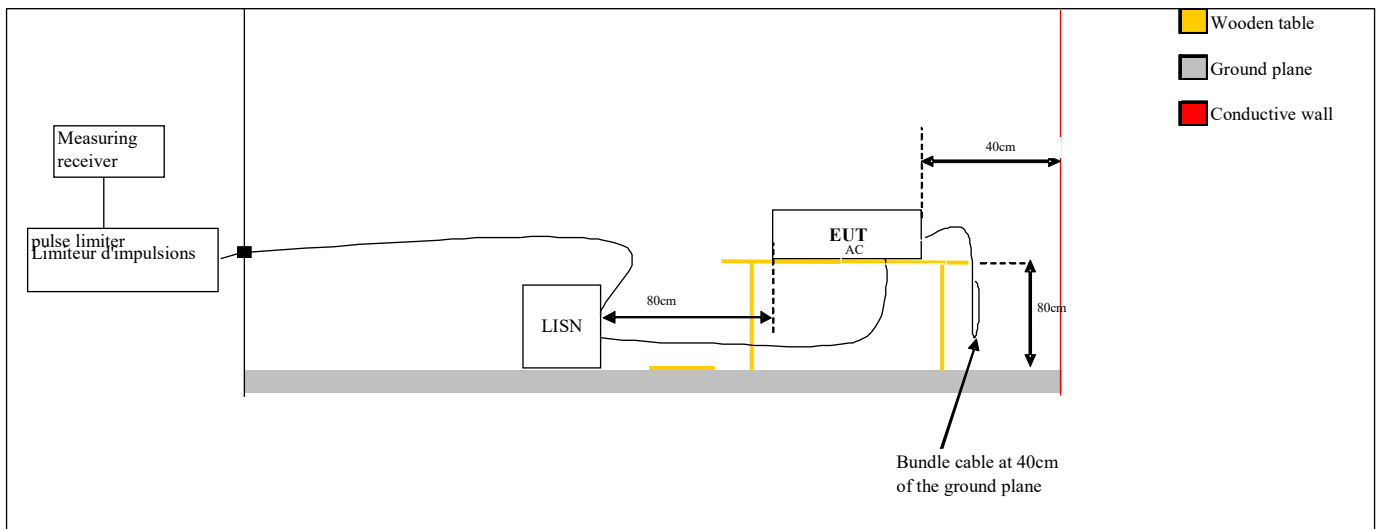 Wooden table
Ground plane
Conductive wall
Measuring
receiver
40cm
pulse limiter
Limiteur d'impulsions
EUT
AC
80cm
80cm
LISN
Bundle cable at 40cm
of the ground plane